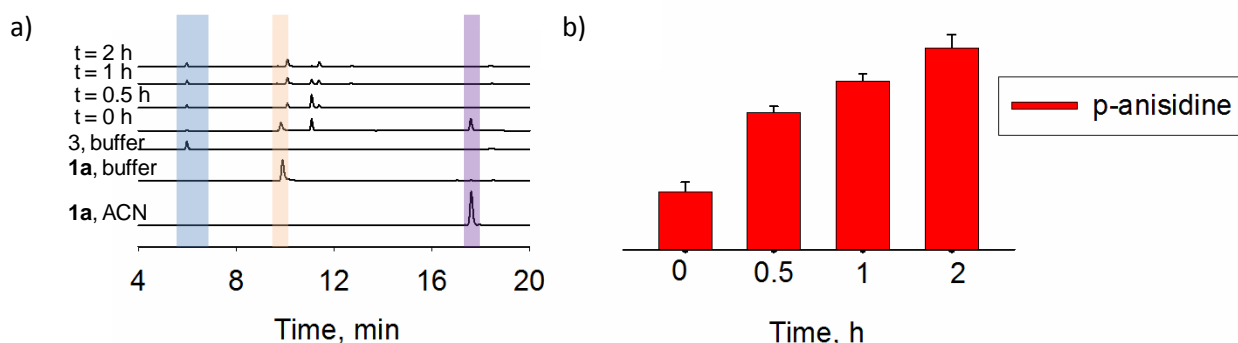 a)
t = 2 h
t = 1 h
t = 0.5 h
t = 0 h
3, buffer
1a, buffer
1a, ACN
4 8 12 16 20
Time, min
b)
p-anisidine
0 0.5 1 2
Time, h